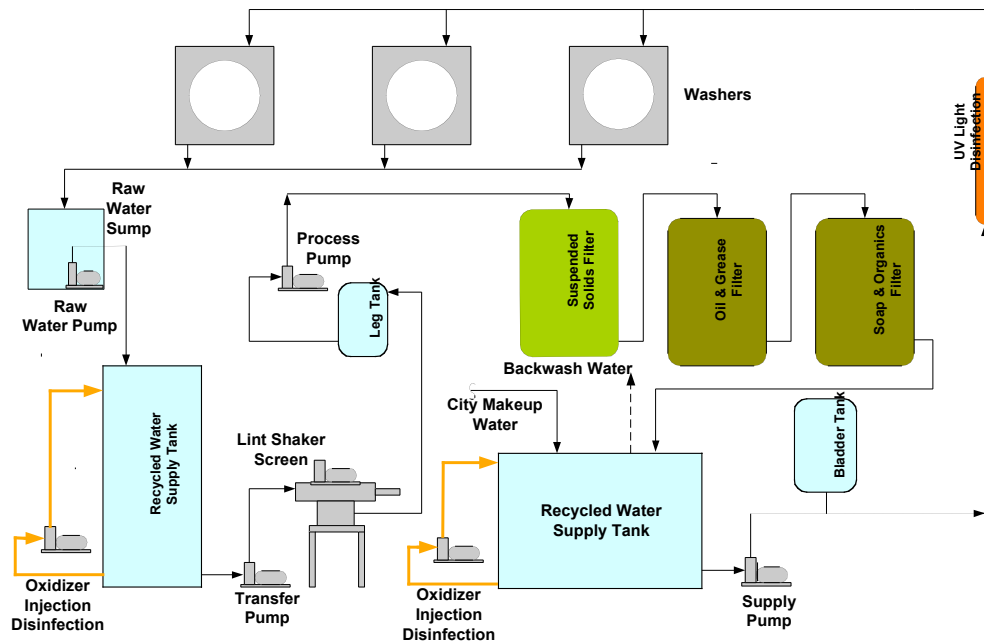 Washers
UV Light
Disinfection
Raw
Water
Sump
Process
Pump
Suspended
Solids Filter
Oil & Grease
Filter
Soap & Organics
Filter
Leg Tank
Raw
Water Pump
Backwash Water
City Makeup
Water
Bladder Tank
Lint Shaker
Screen
Recycled Water
Supply Tank
Recycled Water
Supply Tank
Oxidizer
Injection
Disinfection
Transfer
Pump
Oxidizer
Injection
Disinfection
Supply
Pump